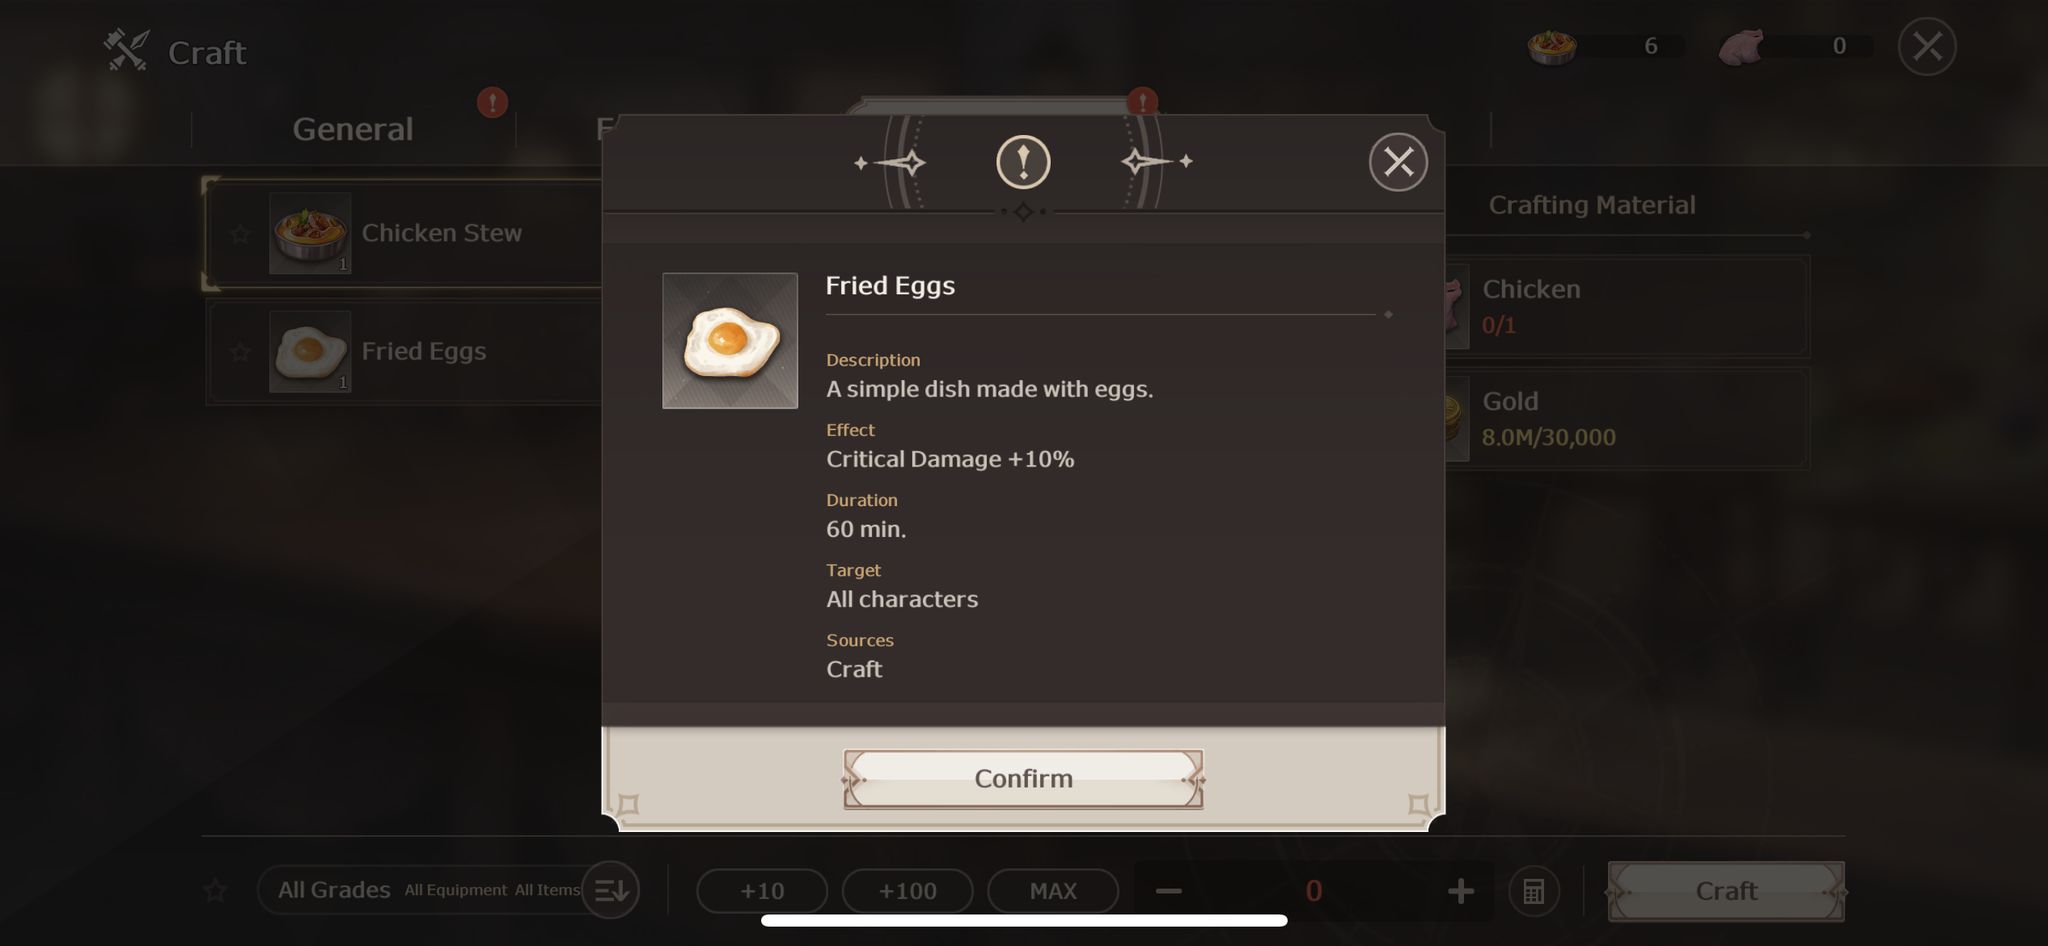 Craft
6
0
General
Crafting Material
Chicken Stew
1
Fried Eggs
1
Fried Eggs
Description
A simple dish made with eggs.
Effect
Critical Damage +10%
Duration
60 min.
Target
All characters
Sources
Craft
Confirm
Chicken
0/1
Gold
8.0M/30,000
All Grades All Equipment All Items
+10
+100
MAX
0
Craft